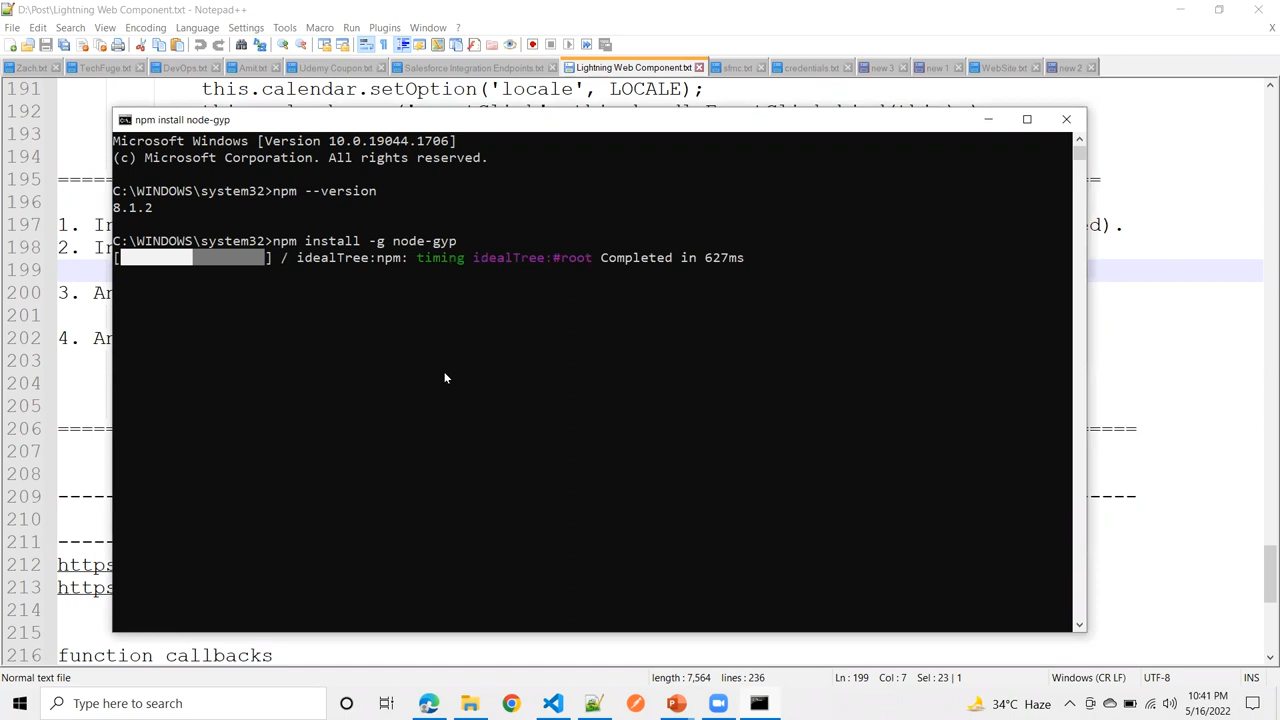 D:\Post\Lightning Web Component.txt - Notepad++
File Edit Search View Encoding Language Settings Tools Macro Run Plugins Window ?
X
Zach.txt TechFuge.txt DevOps.txt Amit.txt Udemy Coupon.txt Salesforce Integration Endpoints.txt Lightning Web Component.txt sfmc.txt credentials.txt new 3 new 1 WebSite.txt new 2
191 this.calendar.setOption('locale', LOCALE);
192
npm install node-gyp
193
Microsoft Windows [Version 10.0.19044.1706]
194 (c) Microsoft Corporation. All rights reserved.
195 =====
196 C:\WINDOWS\system32>npm --version
8.1.2
197 1. In ed).
198 2. In C:\WINDOWS\system32>npm install -g node-gyp
[ ] / idealTree:npm: timing idealTree:#root Completed in 627ms
199
200 3. An
201
202 4. An
203
204
205
206 ===== ====
207
208
209 ----- ----
210
211 -----
212 https
213 https
214
215
216 function callbacks
Normal text file length : 7,564 lines : 236 Ln : 199 Col : 7 Sel : 23 | 1 Windows (CR LF) UTF-8 INS
Type here to search 34°C Haze 10:41 PM
5/16/2022